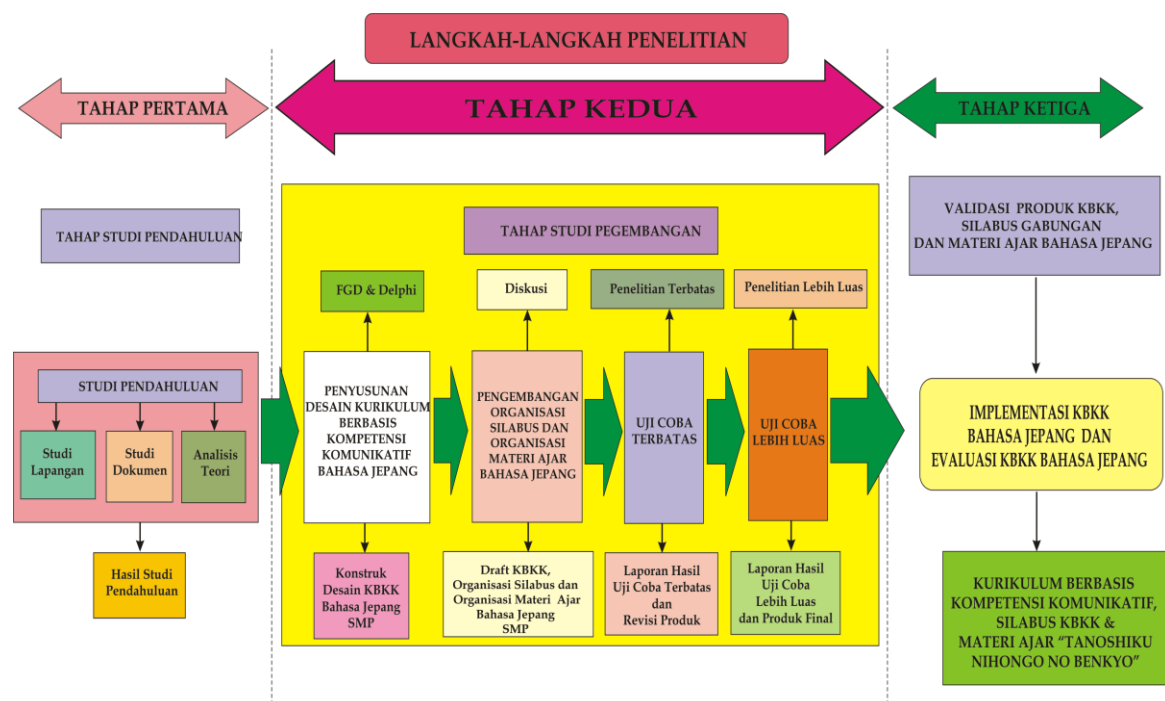 LANGKAH-LANGKAH PENELITIAN
TAHAP PERTAMA
TAHAP KEDUA
TAHAP KETIGA
TAHAP STUDI PENDAHULUAN
STUDI PENDAHULUAN
Studi
Lapangan
Studi
Dokumen
Analisis
Teori
Hasil Studi
Pendahuluan
TAHAP STUDI PEGEMBANGAN
FGD & Delphi
Diskusi
Penelitian Terbatas
Penelitian Lebih Luas
PENYUSUNAN
DESAIN KURIKULUM
BERBASIS
KOMPETENSI
KOMUNIKATIF
BAHASA JEPANG
PENGEMBANGAN
ORGANISASI
SILABUS DAN
ORGANISASI
MATERI AJAR
BAHASA JEPANG
UJI COBA
TERBATAS
UJI COBA
LEBIH LUAS
Konstruk
Desain KBKK
Bahasa Jepang
SMP
Draft KBKK,
Organisasi Silabus dan
Organisasi Materi Ajar
Bahasa Jepang
SMP
Laporan Hasil
Uji Coba Terbatas
dan
Revisi Produk
Laporan Hasil
Uji Coba
Lebih Luas
dan Produk Final
VALIDASI PRODUK KBKK,
SILABUS GABUNGAN
DAN MATERI AJAR BAHASA JEPANG
IMPLEMENTASI KBKK
BAHASA JEPANG DAN
EVALUASI KBKK BAHASA JEPANG
KURIKULUM BERBASIS
KOMPETENSI KOMUNIKATIF,
SILABUS KBKK &
MATERI AJAR “TANOSHIKU
NIHONGO NO BENKYO”